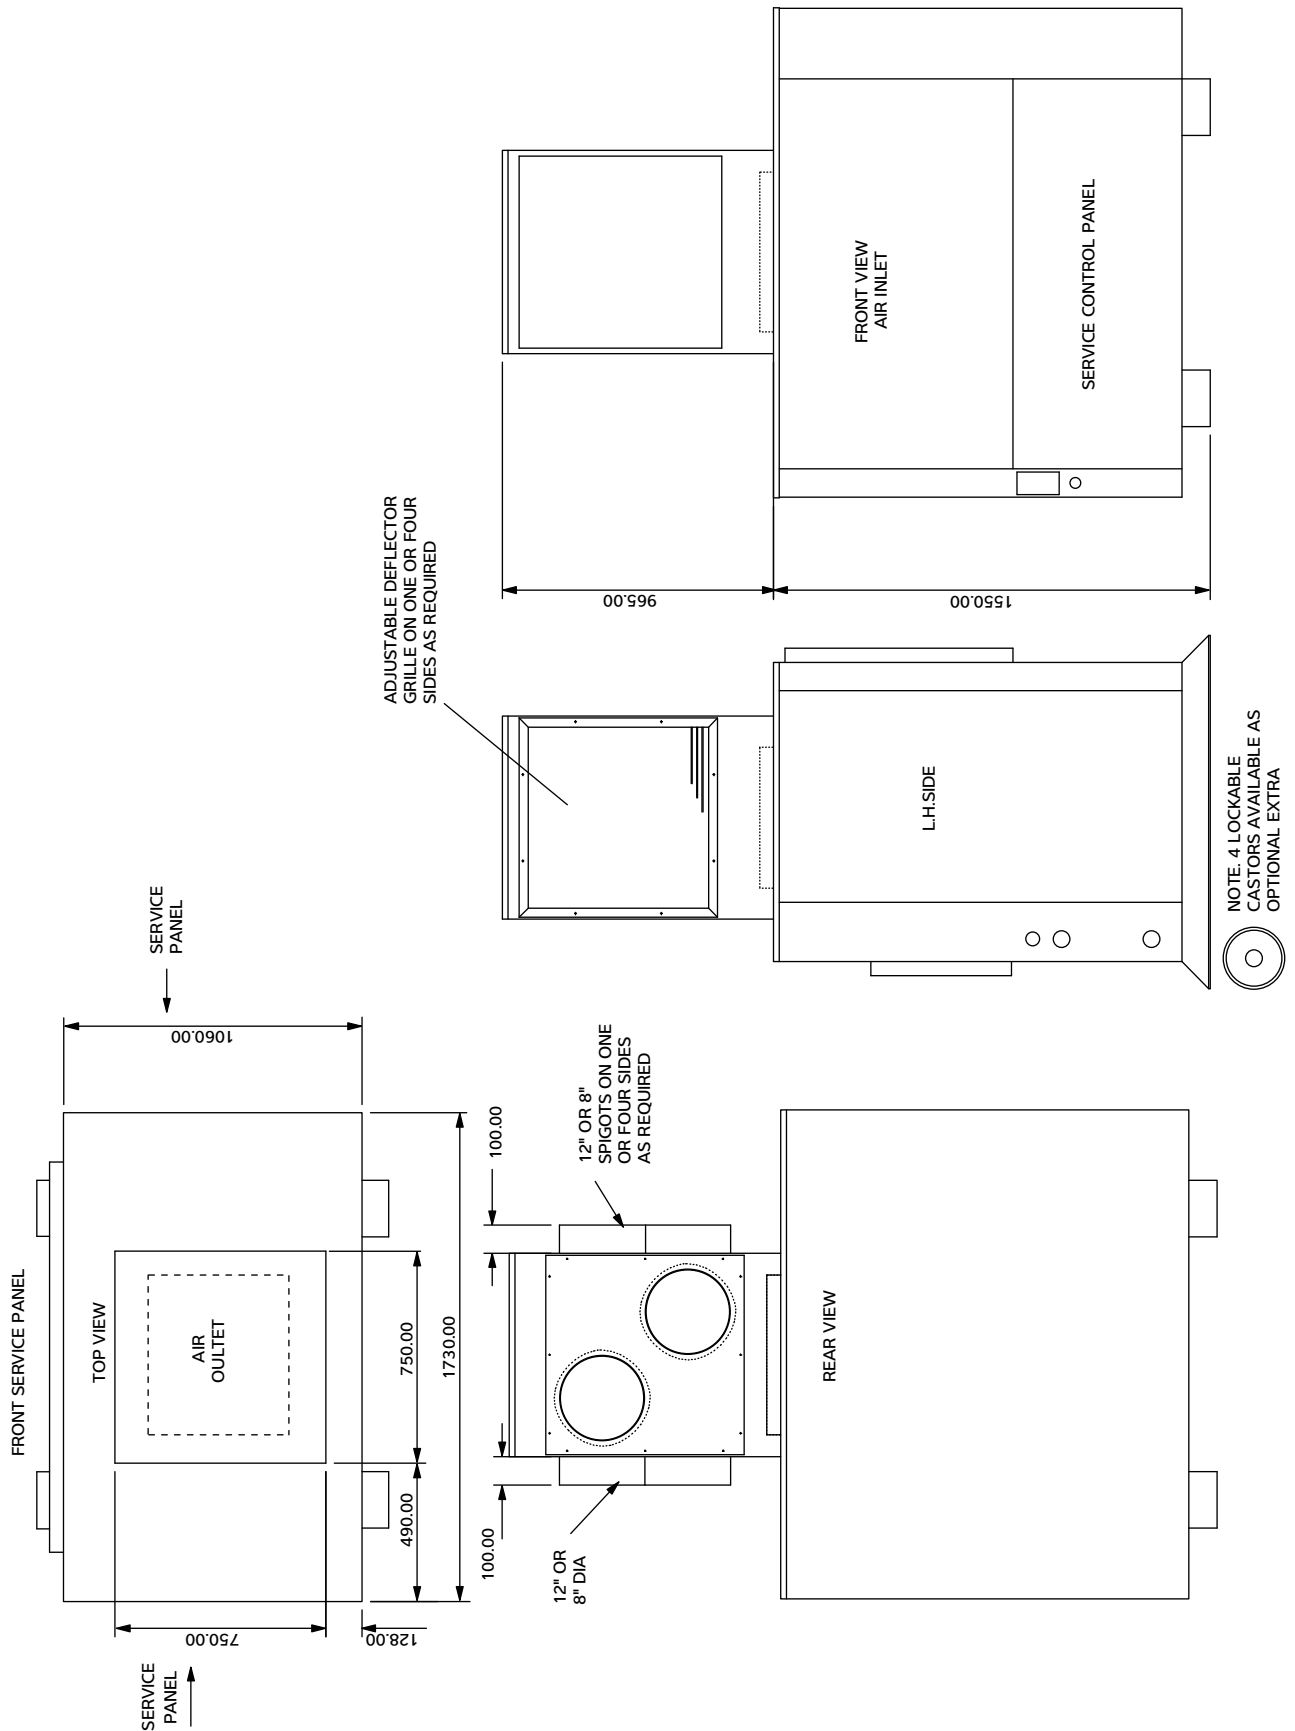 FRONT SERVICE PANEL
TOP VIEW
AIR
OULTET
SERVICE
PANEL
SERVICE
PANEL
750.00
128.00
1060.00
490.00
750.00
1730.00
100.00
100.00
12" OR
8" DIA
12" OR 8"
SPIGOTS ON ONE
OR FOUR SIDES
AS REQUIRED
REAR VIEW
ADJUSTABLE DEFLECTOR
GRILLE ON ONE OR FOUR
SIDES AS REQUIRED
L.H.SIDE
NOTE. 4 LOCKABLE
CASTORS AVAILABLE AS
OPTIONAL EXTRA
965.00
1550.00
FRONT VIEW
AIR INLET
SERVICE CONTROL PANEL